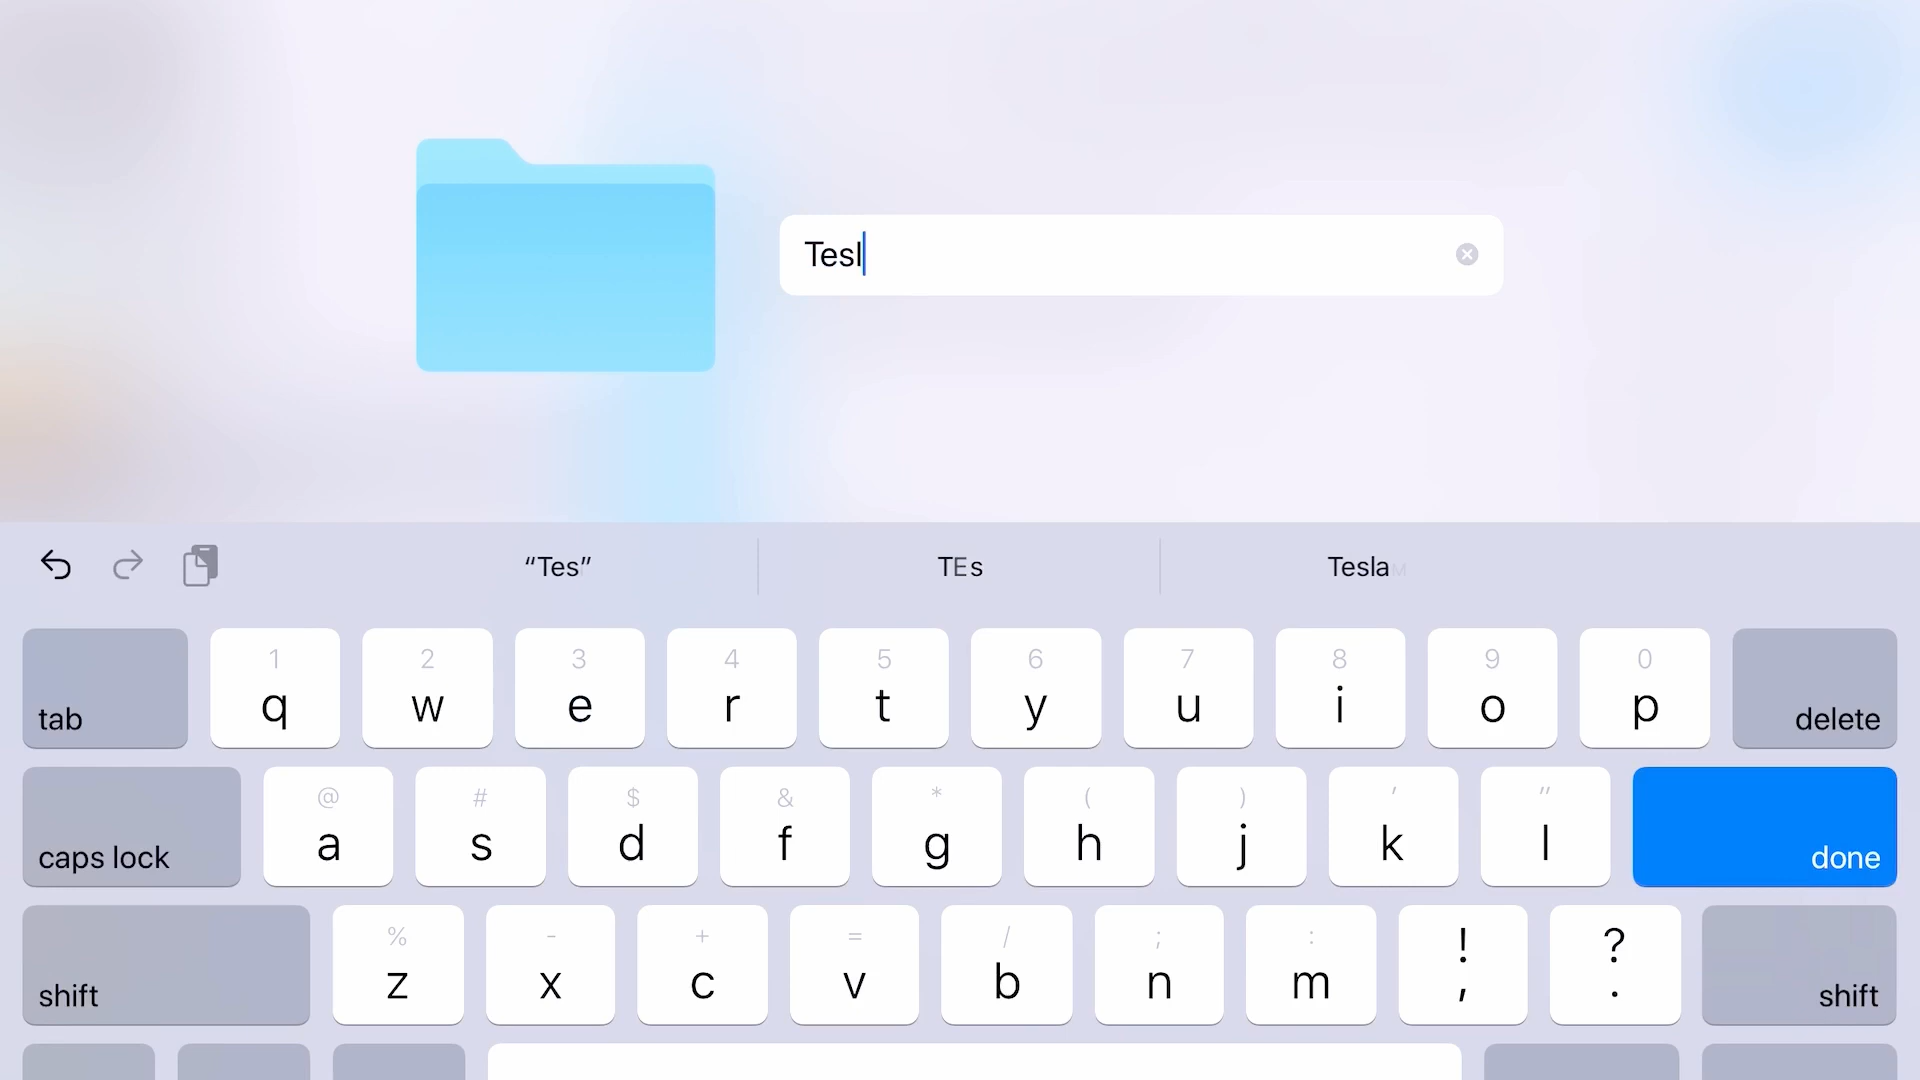 Tesl
“Tes” TEs Tesla
1 2 3 4 5 6 7 8 9 0
tab q w e r t y u i o p delete
@ # $ & * ( ) ' "
caps lock a s d f g h j k l done
% - + = / ; : ! ?
shift z x c v b n m , . shift